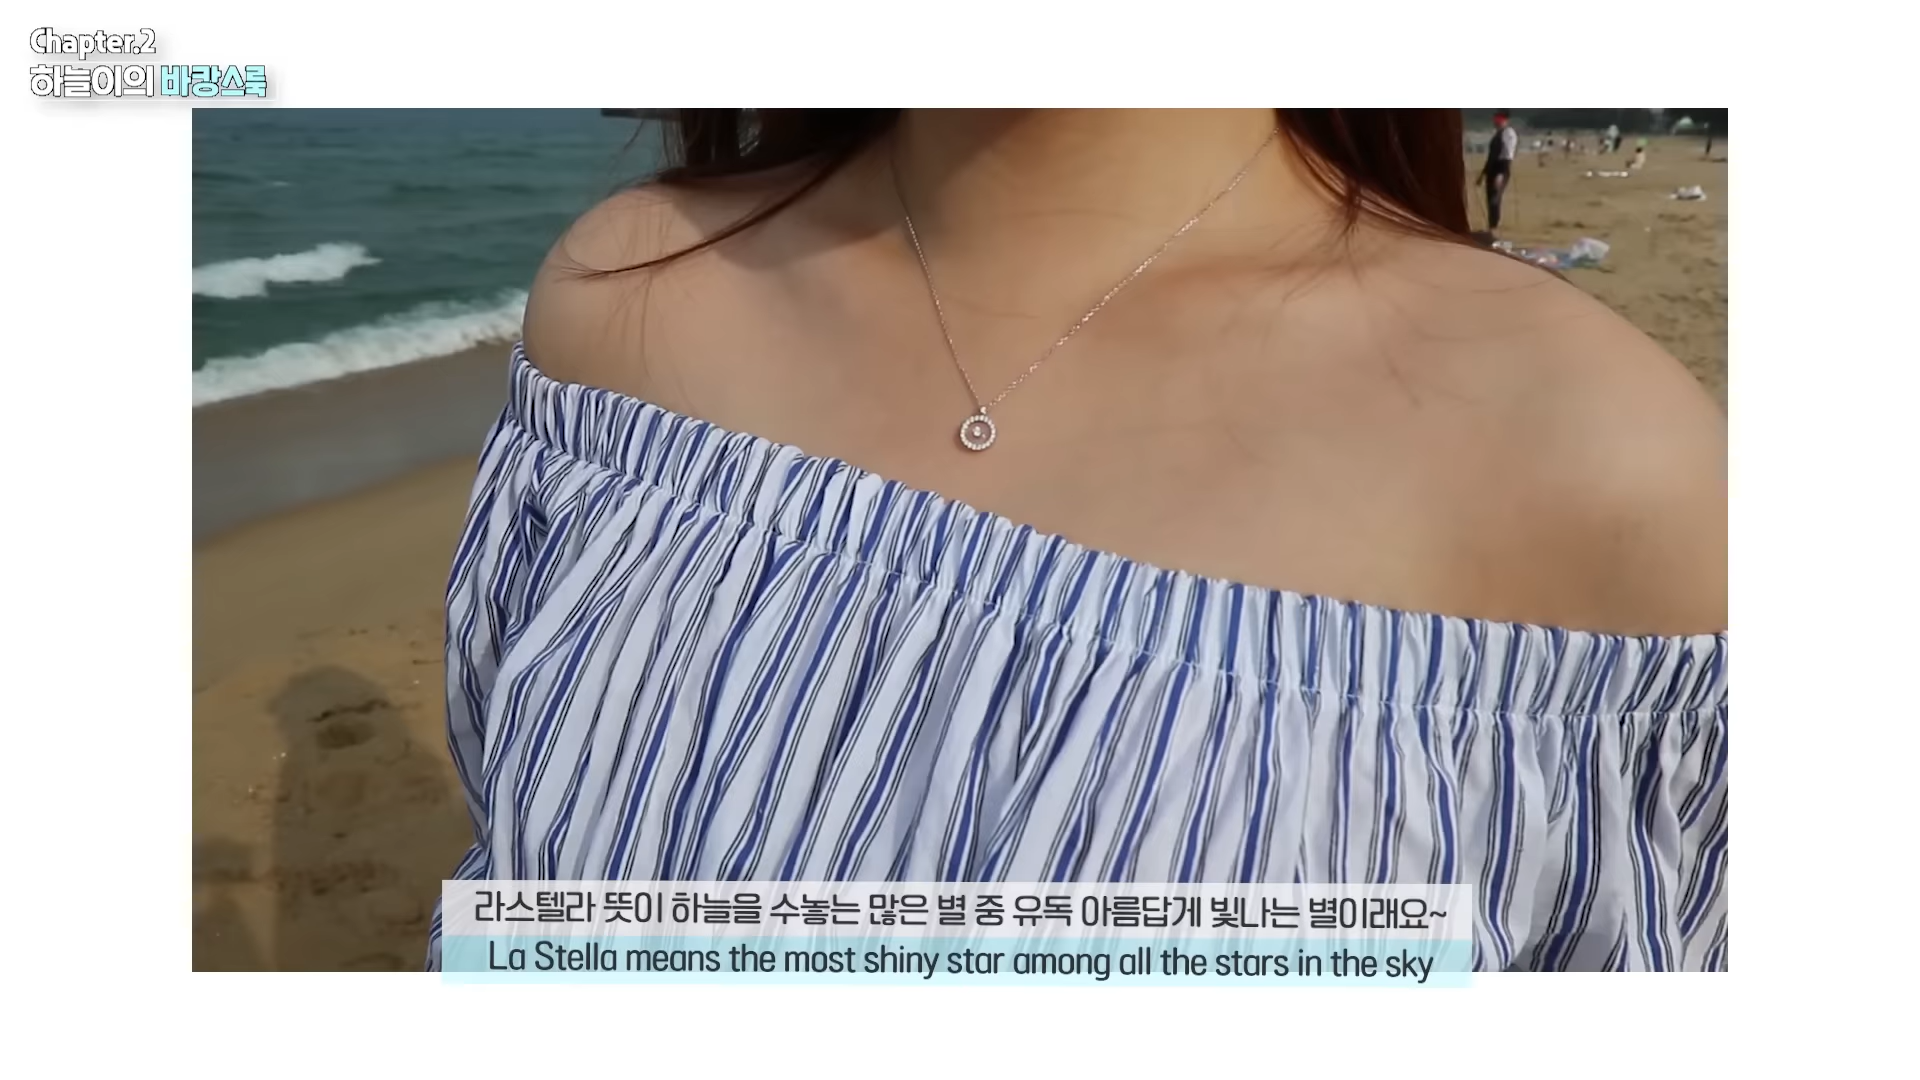 Chapter.2
하늘이의 바캉스룩
라스텔라 뜻이 하늘을 수놓는 많은 별 중 유독 아름답게 빛나는 별이래요~
La Stella means the most shiny star among all the stars in the sky